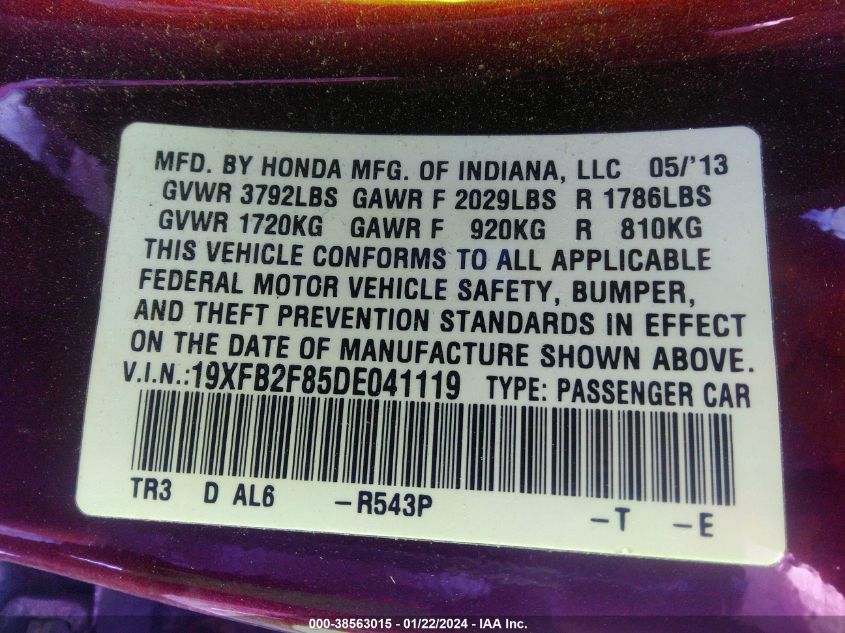 MFD. BY HONDA MFG. OF INDIANA, LLC 05/'13
GVWR 3792LBS GAWR F 2029LBS R 1786LBS
GVWR 1720KG GAWR F 920KG R 810KG
THIS VEHICLE CONFORMS TO ALL APPLICABLE
FEDERAL MOTOR VEHICLE SAFETY, BUMPER,
AND THEFT PREVENTION STANDARDS IN EFFECT
ON THE DATE OF MANUFACTURE SHOWN ABOVE.
V.I.N.:19XFB2F85DE041119 TYPE: PASSENGER CAR
TR3 D AL6 –R543P –T –E
000-38563015 - 01/22/2024 - IAA Inc.